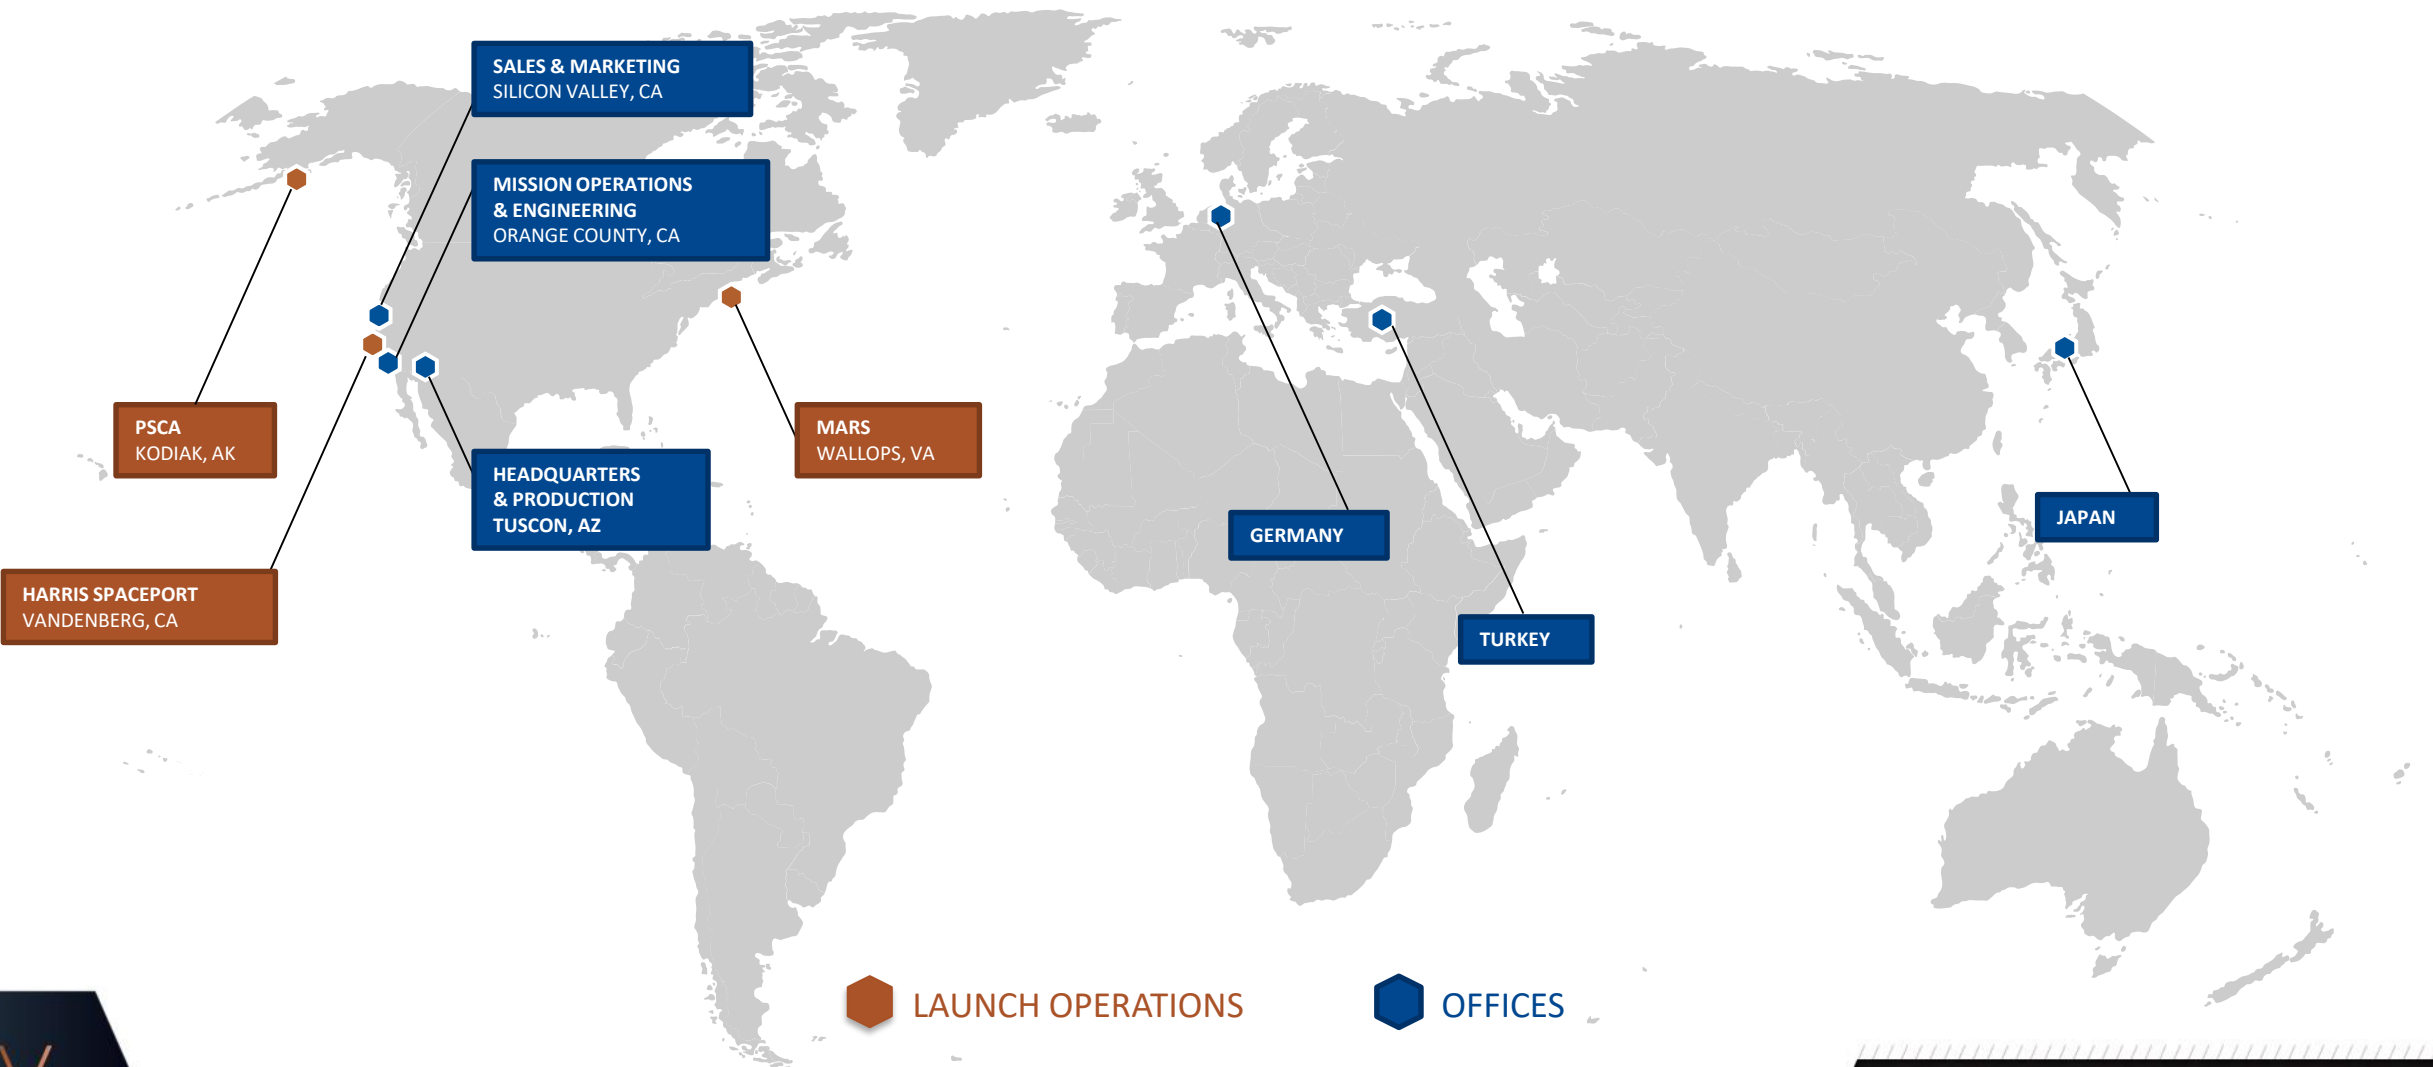 SALES & MARKETING
SILICON VALLEY, CA
MISSION OPERATIONS
& ENGINEERING
ORANGE COUNTY, CA
PSCA
KODIAK, AK
MARS
WALLOPS, VA
HEADQUARTERS
& PRODUCTION
TUSCON, AZ
HARRIS SPACEPORT
VANDENBERG, CA
GERMANY
JAPAN
TURKEY
LAUNCH OPERATIONS
OFFICES